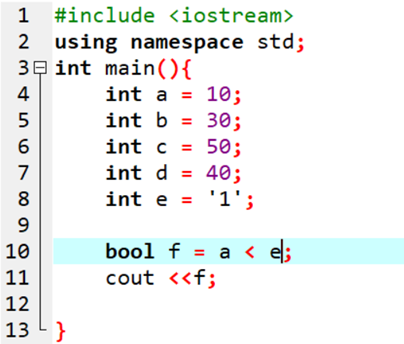 1 #include <iostream>
2 using namespace std;
3 int main(){
4 int a = 10;
5 int b = 30;
6 int c = 50;
7 int d = 40;
8 int e = '1';
9
10 bool f = a < e;
11 cout <<f;
12
13 }